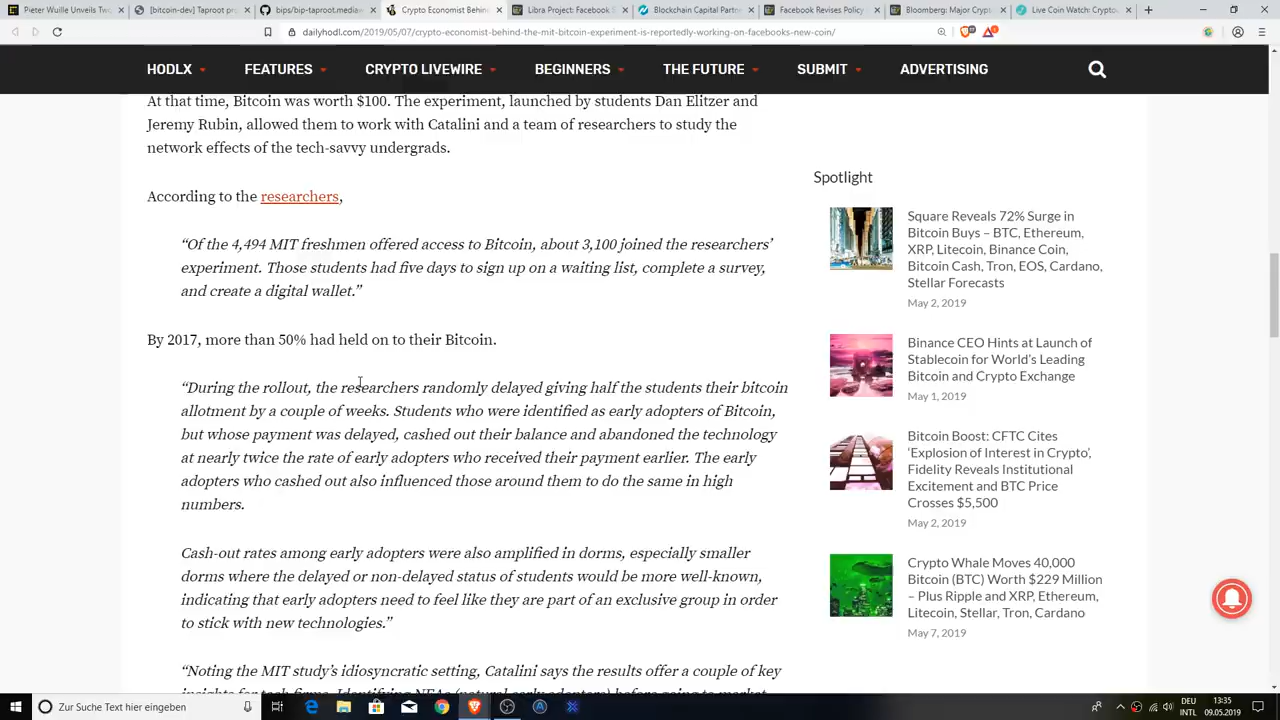 Pieter Wuille Unveils Two
[bitcoin-dev] Taproot pro
bips/bip-taproot.mediaw
Crypto Economist Behin
Libra Project: Facebook S
Blockchain Capital Partn
Facebook Revises Policy
Bloomberg: Major Crypt
Live Coin Watch: Crypto
dailyhodl.com/2019/05/07/crypto-economist-behind-the-mit-bitcoin-experiment-is-reportedly-working-on-facebooks-new-coin/
HODLX
FEATURES
CRYPTO LIVEWIRE
BEGINNERS
THE FUTURE
SUBMIT
ADVERTISING
At that time, Bitcoin was worth $100. The experiment, launched by students Dan Elitzer and
Jeremy Rubin, allowed them to work with Catalini and a team of researchers to study the
network effects of the tech-savvy undergrads.
According to the researchers,
“Of the 4,494 MIT freshmen offered access to Bitcoin, about 3,100 joined the researchers’
experiment. Those students had five days to sign up on a waiting list, complete a survey,
and create a digital wallet.”
By 2017, more than 50% had held on to their Bitcoin.
“During the rollout, the researchers randomly delayed giving half the students their bitcoin
allotment by a couple of weeks. Students who were identified as early adopters of Bitcoin,
but whose payment was delayed, cashed out their balance and abandoned the technology
at nearly twice the rate of early adopters who received their payment earlier. The early
adopters who cashed out also influenced those around them to do the same in high
numbers.
Cash-out rates among early adopters were also amplified in dorms, especially smaller
dorms where the delayed or non-delayed status of students would be more well-known,
indicating that early adopters need to feel like they are part of an exclusive group in order
to stick with new technologies.”
“Noting the MIT study’s idiosyncratic setting, Catalini says the results offer a couple of key
insights for tech firms. Identifying NEAs (natural early adopters) before going to market
Spotlight
Square Reveals 72% Surge in
Bitcoin Buys – BTC, Ethereum,
XRP, Litecoin, Binance Coin,
Bitcoin Cash, Tron, EOS, Cardano,
Stellar Forecasts
May 2, 2019
Binance CEO Hints at Launch of
Stablecoin for World’s Leading
Bitcoin and Crypto Exchange
May 1, 2019
Bitcoin Boost: CFTC Cites
‘Explosion of Interest in Crypto’,
Fidelity Reveals Institutional
Excitement and BTC Price
Crosses $5,500
May 2, 2019
Crypto Whale Moves 40,000
Bitcoin (BTC) Worth $229 Million
– Plus Ripple and XRP, Ethereum,
Litecoin, Stellar, Tron, Cardano
May 7, 2019
Zur Suche Text hier eingeben
DEU
INTL
13:35
09.05.2019